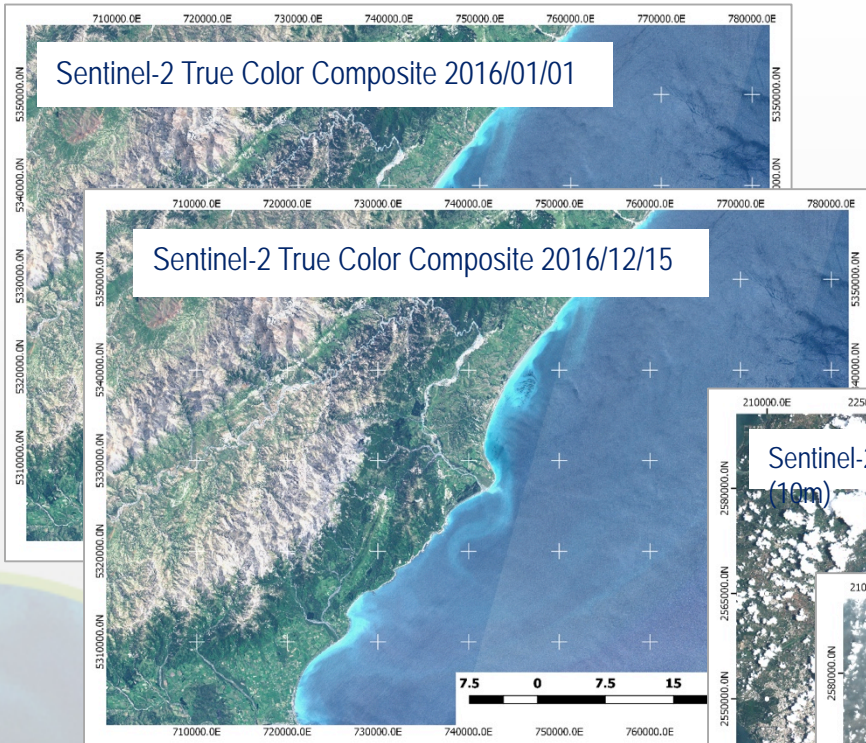 710000.0E 720000.0E 730000.0E 740000.0E 750000.0E 760000.0E 770000.0E 780000.0E
Sentinel-2 True Color Composite 2016/01/01
5350000.0N
5350000.0N
5340000.0N
5330000.0N
5320000.0N
5310000.0N
710000.0E 720000.0E 730000.0E 740000.0E 750000.0E 760000.0E 770000.0E 780000.0E
Sentinel-2 True Color Composite 2016/12/15
5350000.0N
5350000.0N
5340000.0N
5330000.0N
5320000.0N
5310000.0N
7.5 0 7.5 15
710000.0E 720000.0E 730000.0E 740000.0E 750000.0E 760000.0E
210000.0E
(10m)
2580000.0N
2565000.0N
2550000.0N
2580000.0N